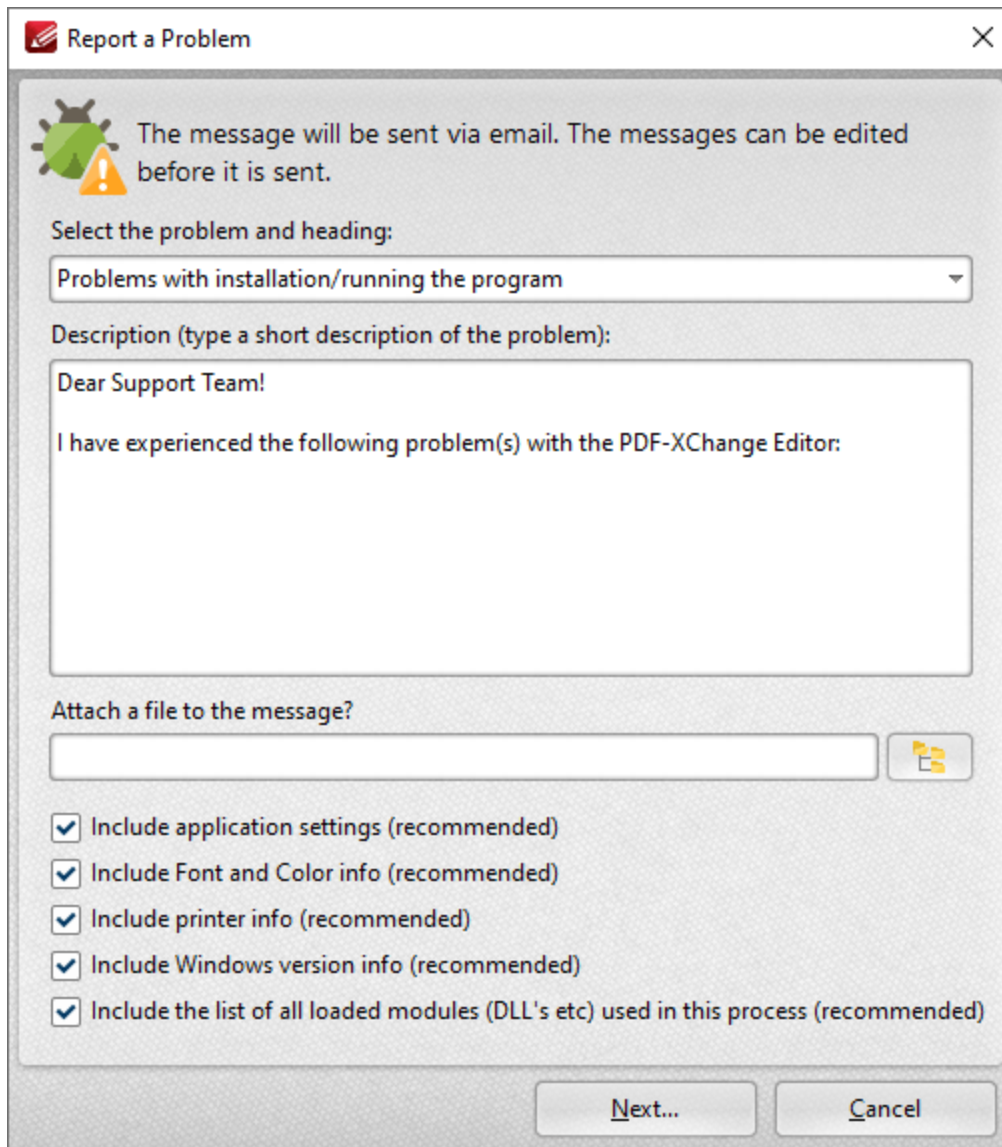 Report a Problem
The message will be sent via email. The messages can be edited
before it is sent.
Select the problem and heading:
Problems with installation/running the program
Description (type a short description of the problem):
Dear Support Team!
I have experienced the following problem(s) with the PDF-XChange Editor:
Attach a file to the message?
Include application settings (recommended)
Include Font and Color info (recommended)
Include printer info (recommended)
Include Windows version info (recommended)
Include the list of all loaded modules (DLL's etc) used in this process (recommended)
Next... Cancel